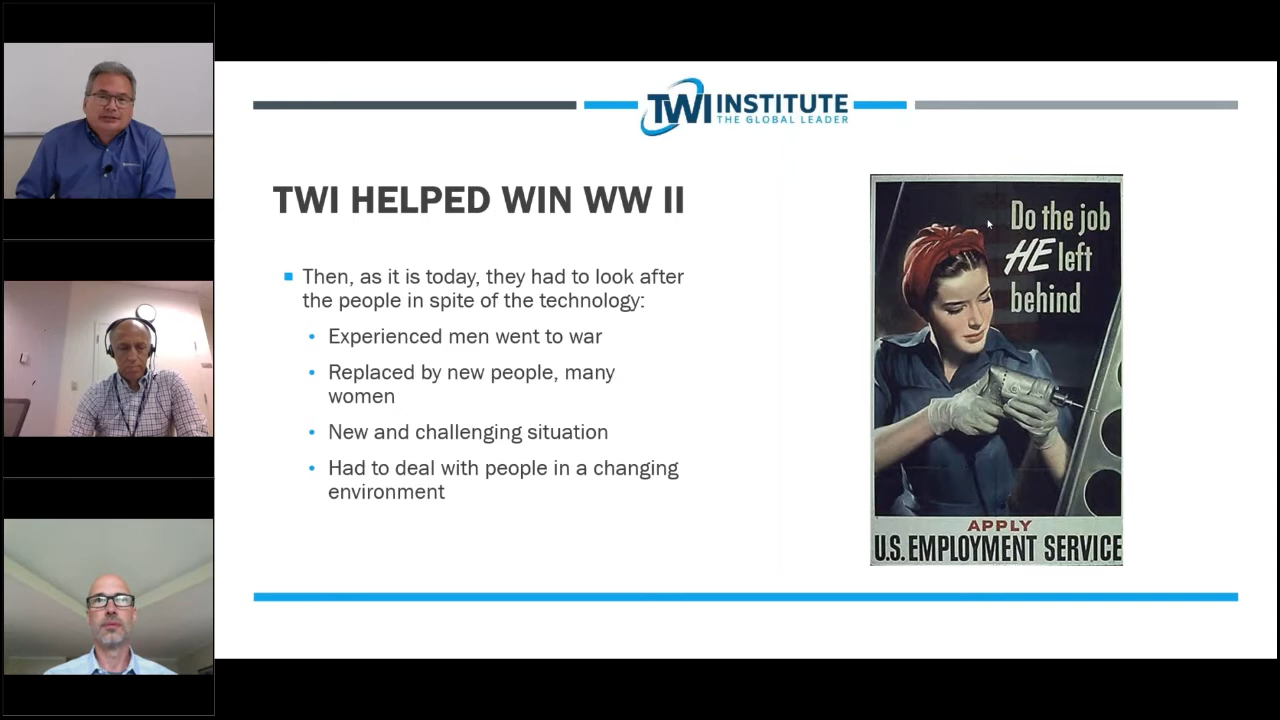 TWI INSTITUTE
THE GLOBAL LEADER
TWI HELPED WIN WW II
Then, as it is today, they had to look after
the people in spite of the technology:
Experienced men went to war
Replaced by new people, many
women
New and challenging situation
Had to deal with people in a changing
environment
Do the job
HE left
behind
APPLY
U.S. EMPLOYMENT SERVICE